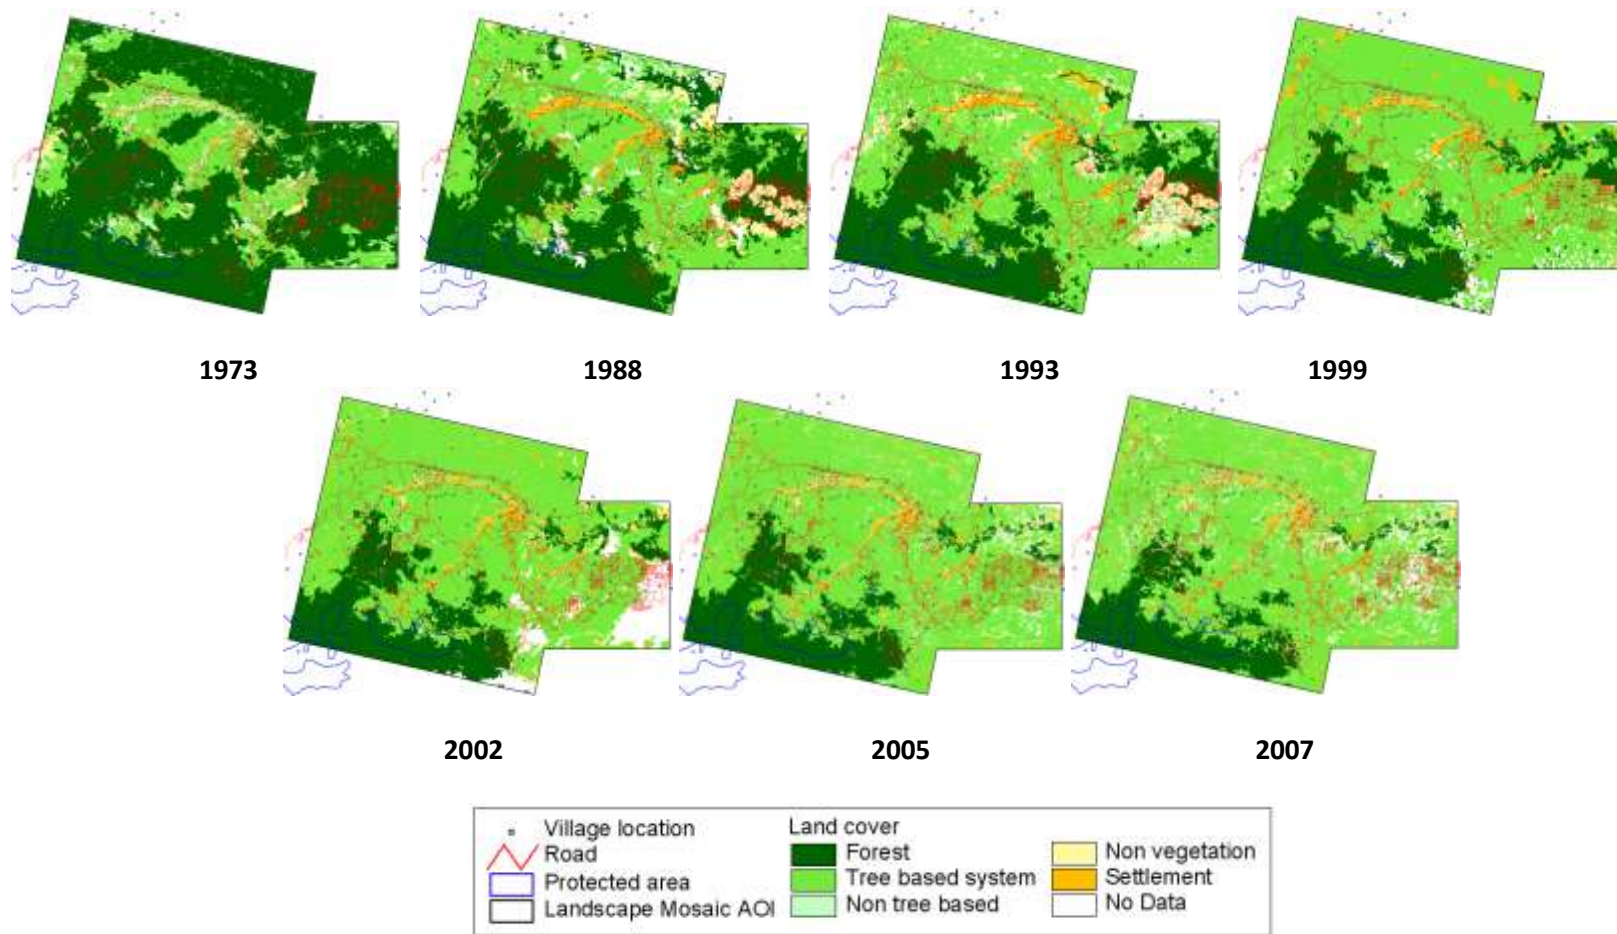 1973 1988 1993 1999
2002 2005 2007
Village location
Road
Protected area
Landscape Mosaic AOI
Land cover
Forest
Tree based system
Non tree based
Non vegetation
Settlement
No Data